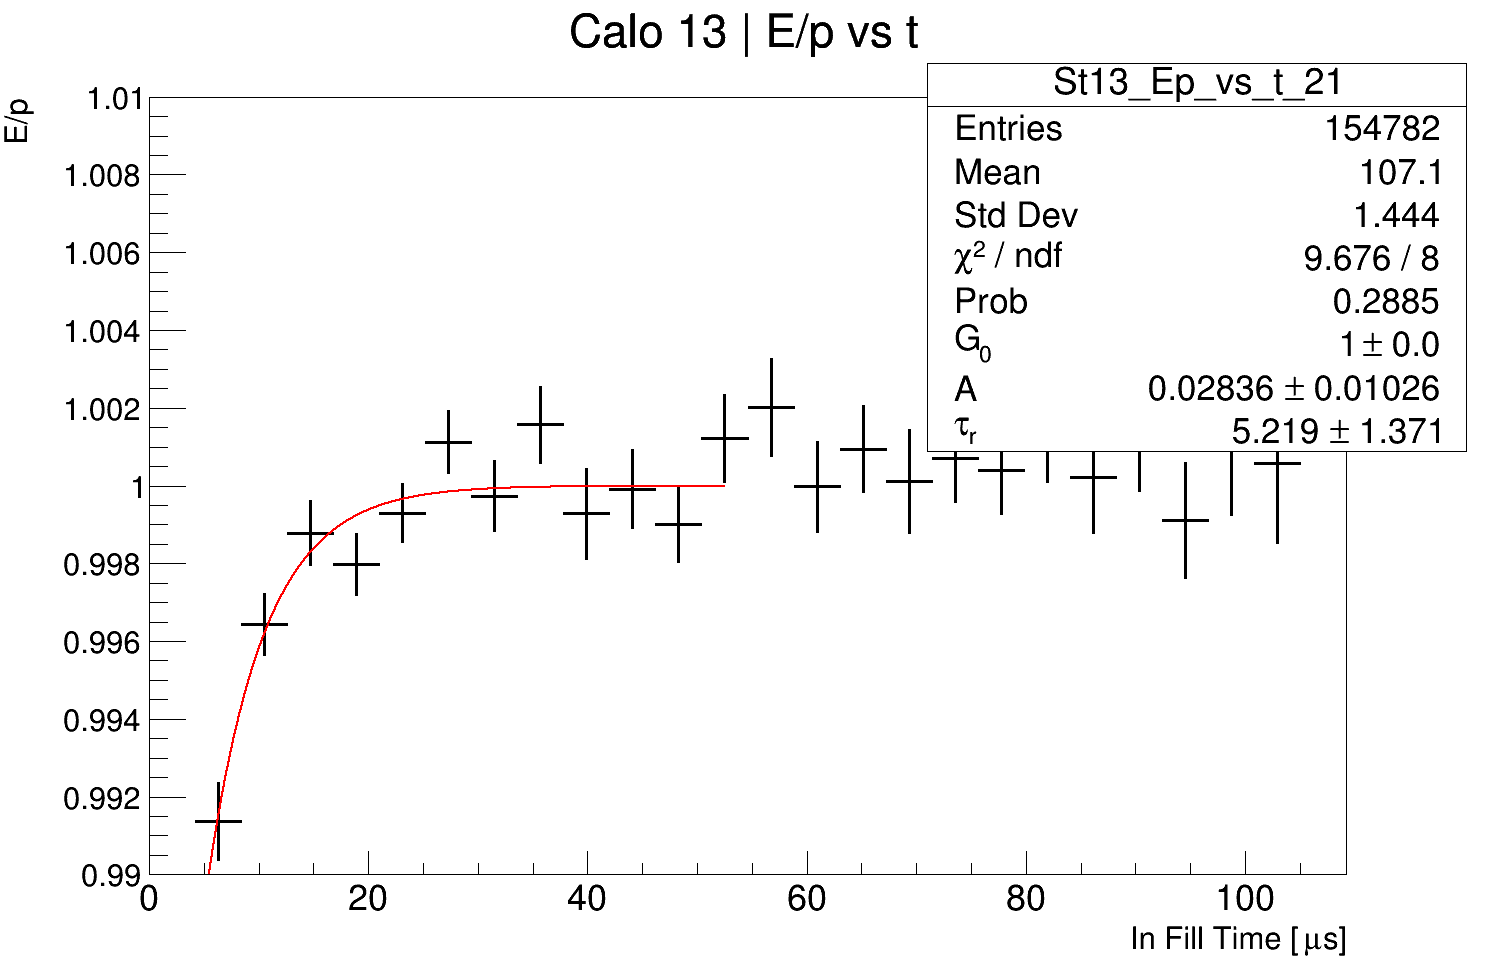 Calo 13 | E/p vs t
E/p
St13_Ep_vs_t_21
Entries 154782
Mean 107.1
Std Dev 1.444
χ² / ndf 9.676 / 8
Prob 0.2885
G₀ 1 ± 0.0
A 0.02836 ± 0.01026
τᵣ 5.219 ± 1.371
1.01
1.008
1.006
1.004
1.002
1
0.998
0.996
0.994
0.992
0.99
0 20 40 60 80 100
In Fill Time [μs]